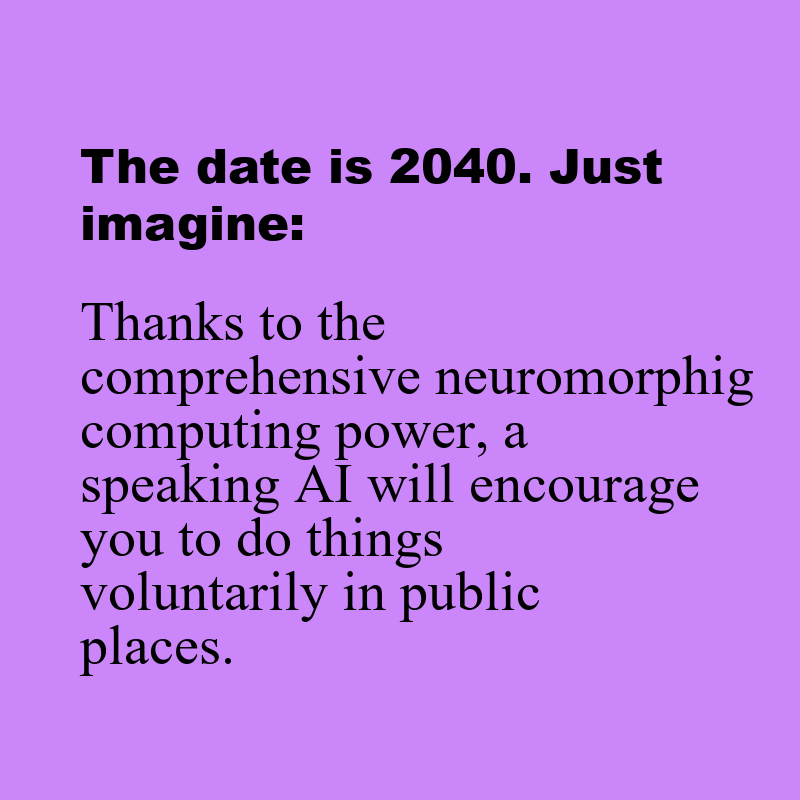 The date is 2040. Just
imagine:
Thanks to the
comprehensive neuromorphig
computing power, a
speaking AI will encourage
you to do things
voluntarily in public
places.